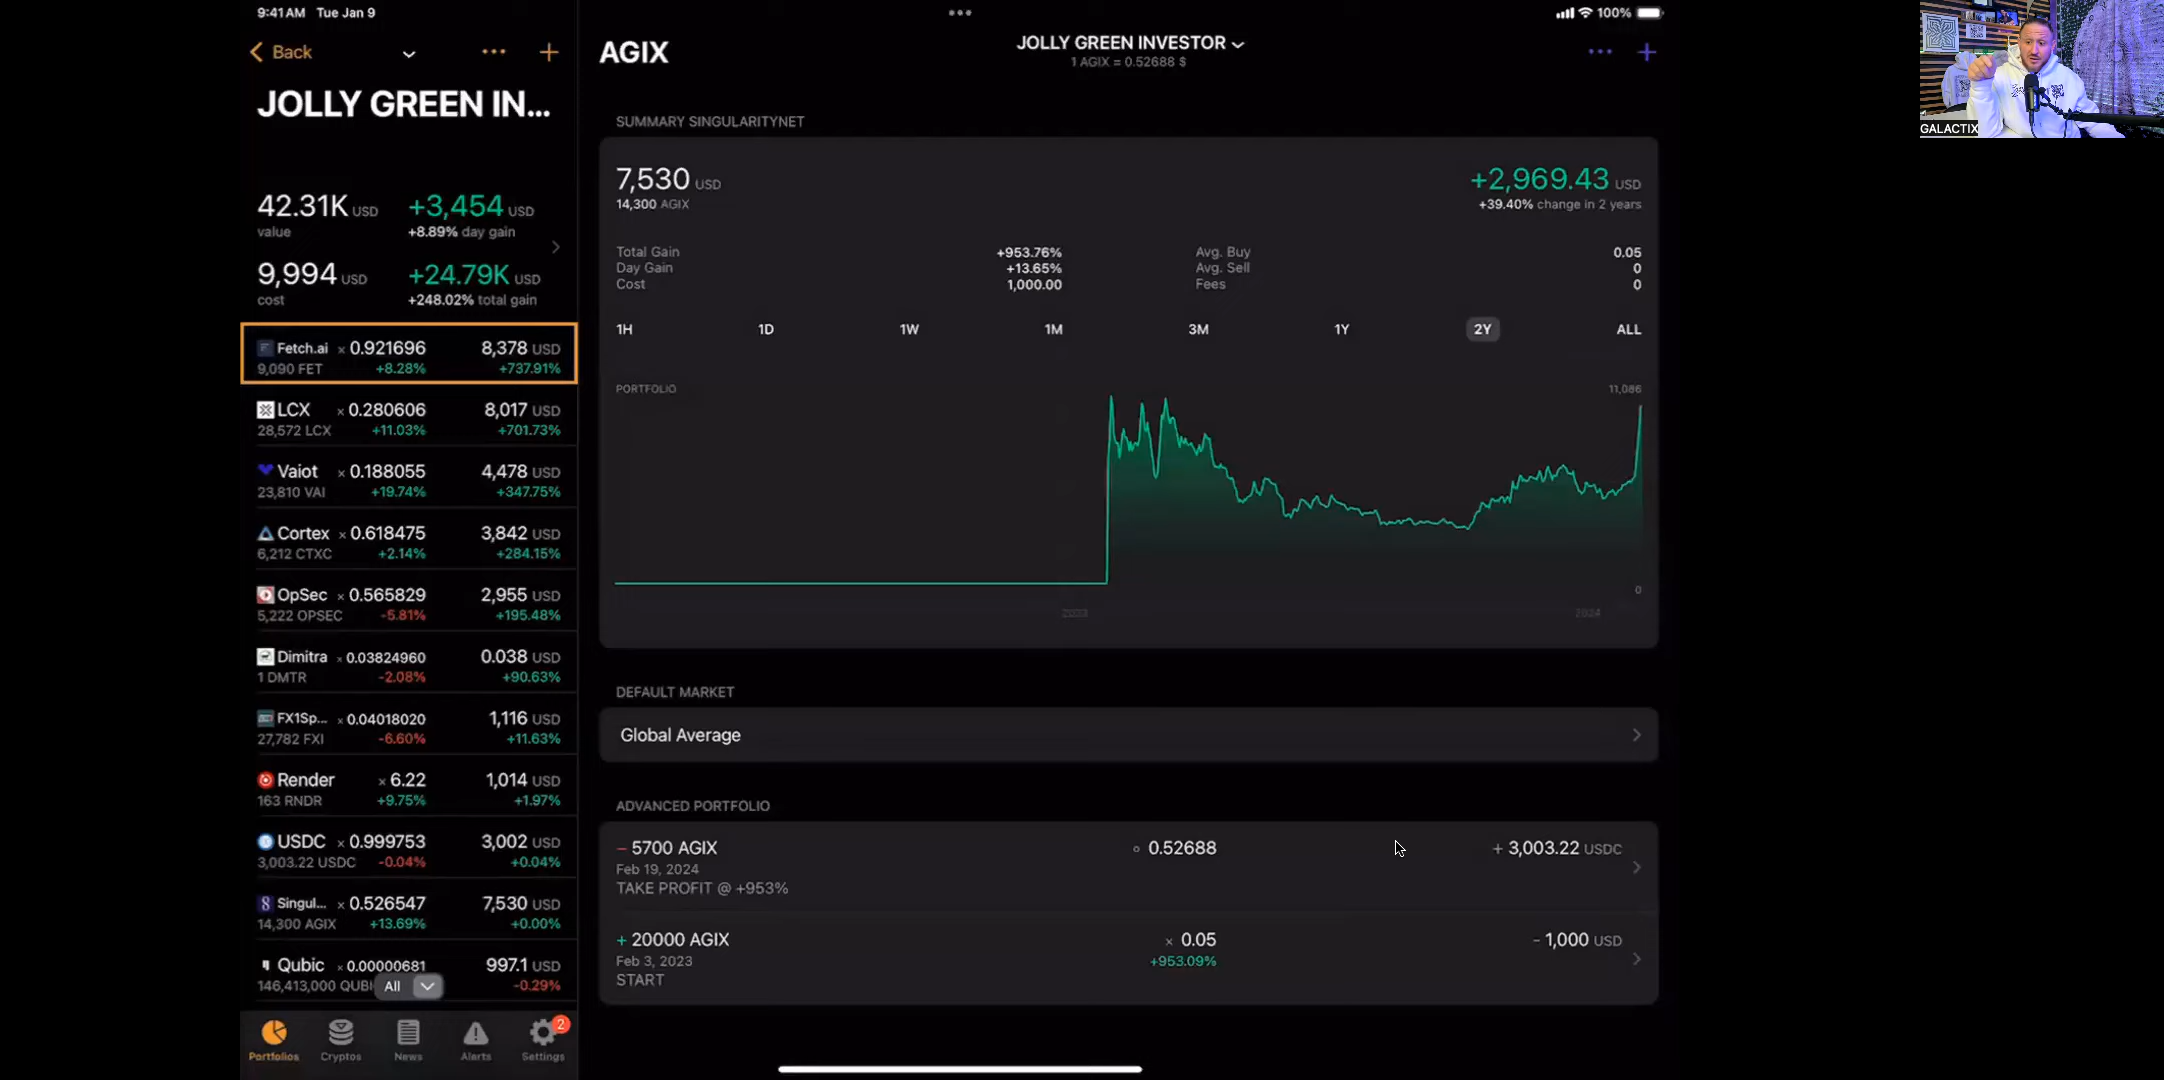 9:41 AM Tue Jan 9
100%
Back
JOLLY GREEN IN...
42.31K USD +3,454 USD
value +8.89% day gain
9,994 USD +24.79K USD
cost +248.02% total gain
Fetch.ai × 0.921696 8,378 USD
9,090 FET +8.28% +737.91%
LCX × 0.280606 8,017 USD
28,572 LCX +11.03% +701.73%
Vaiot × 0.188055 4,478 USD
23,810 VAI +19.74% +347.75%
Cortex × 0.618475 3,842 USD
6,212 CTXC +2.14% +284.15%
OpSec × 0.565829 2,955 USD
5,222 OPSEC -5.81% +195.48%
Dimitra × 0.03824960 0.038 USD
1 DMTR -2.08% +90.63%
FX1Sp... × 0.04018020 1,116 USD
27,782 FXI -6.60% +11.63%
Render × 6.22 1,014 USD
163 RNDR +9.75% +1.97%
USDC × 0.999753 3,002 USD
3,003.22 USDC -0.04% +0.04%
Singul... × 0.526547 7,530 USD
14,300 AGIX +13.69% +0.00%
Qubic × 0.00000681 997.1 USD
146,413,000 QUBI All -0.29%
Portfolios Cryptos News Alerts Settings 2
AGIX
JOLLY GREEN INVESTOR
1 AGIX = 0.52688 $
SUMMARY SINGULARITYNET
7,530 USD +2,969.43 USD
14,300 AGIX +39.40% change in 2 years
Total Gain +953.76% Avg. Buy 0.05
Day Gain +13.65% Avg. Sell 0
Cost 1,000.00 Fees 0
1H 1D 1W 1M 3M 1Y 2Y ALL
PORTFOLIO 11,086
0
2023 2024
DEFAULT MARKET
Global Average
ADVANCED PORTFOLIO
− 5700 AGIX 0.52688 + 3,003.22 USDC
Feb 19, 2024
TAKE PROFIT @ +953%
+ 20000 AGIX × 0.05 - 1,000 USD
Feb 3, 2023 +953.09%
START
GALACTIX